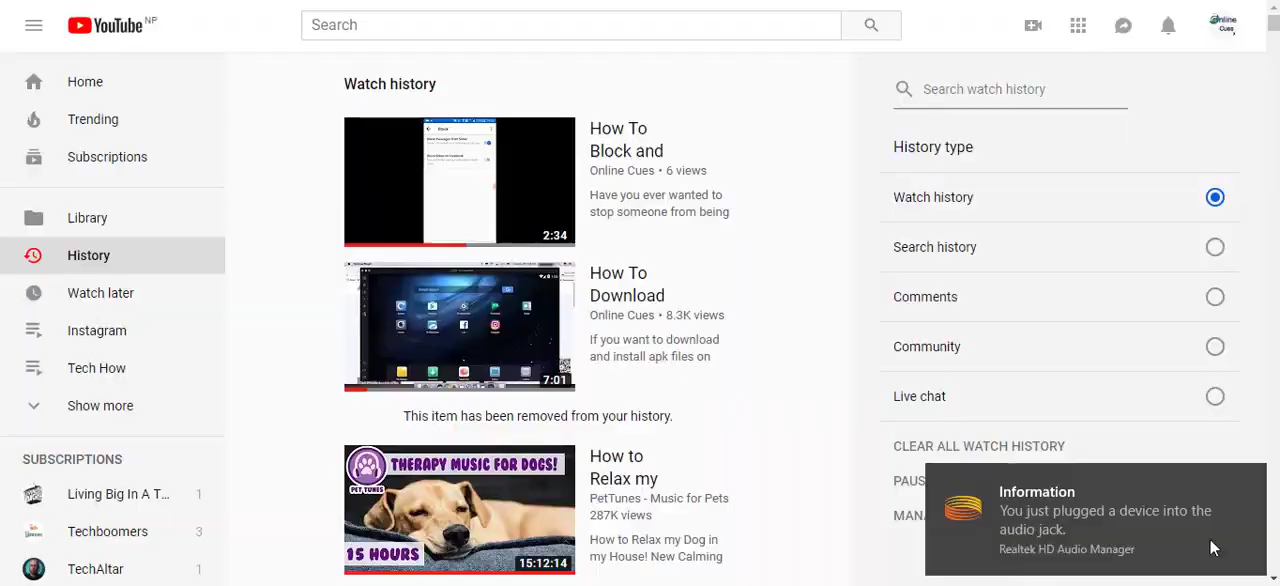 YouTube NP
Search
Online
Cues
Home
Trending
Subscriptions
Library
History
Watch later
Instagram
Tech How
Show more
SUBSCRIPTIONS
Living Big In A T... 1
Techboomers 3
TechAltar 1
Watch history
2:34
How To
Block and
Online Cues • 6 views
Have you ever wanted to
stop someone from being
7:01
How To
Download
Online Cues • 8.3K views
If you want to download
and install apk files on
This item has been removed from your history.
THERAPY MUSIC FOR DOGS!
PET TUNES
15 HOURS
15:12:14
How to
Relax my
PetTunes - Music for Pets
287K views
How to Relax my Dog in
my House! New Calming
Search watch history
History type
Watch history
Search history
Comments
Community
Live chat
CLEAR ALL WATCH HISTORY
PAUS
MANA
Information
You just plugged a device into the
audio jack.
Realtek HD Audio Manager